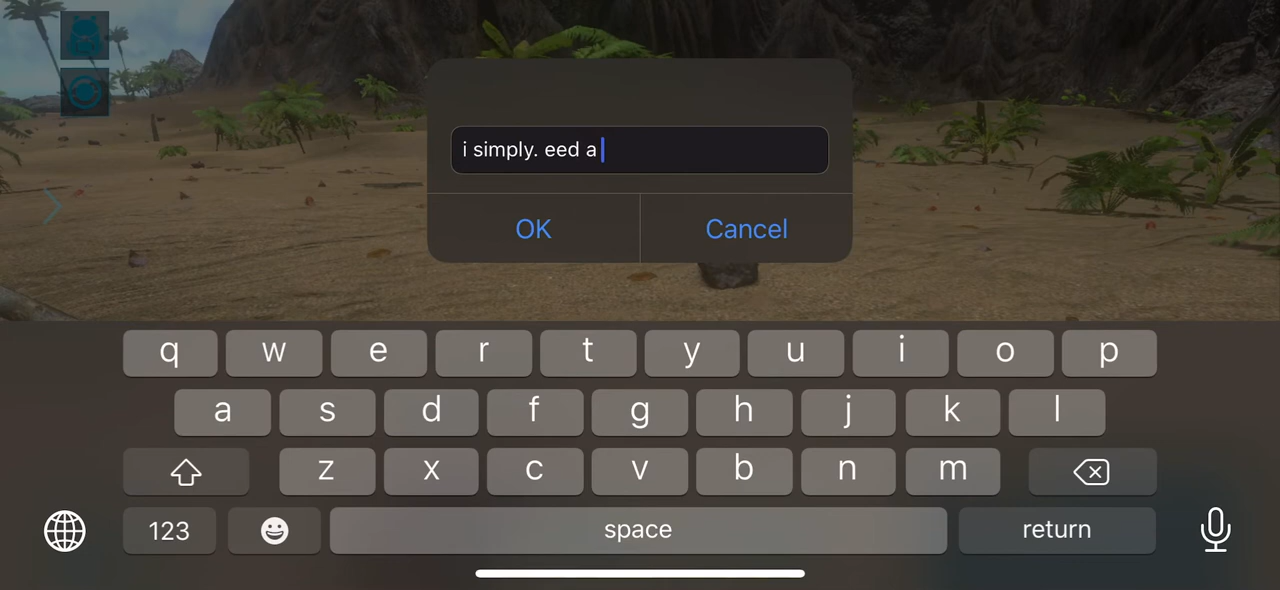 i simply. eed a
OK Cancel
q w e r t y u i o p
a s d f g h j k l
z x c v b n m
123 space return